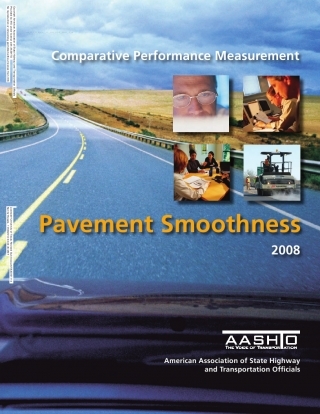 Comparative Performance Measurement
Pavement Smoothness
2008
AASHTO
THE VOICE OF TRANSPORTATION
American Association of State Highway
and Transportation Officials